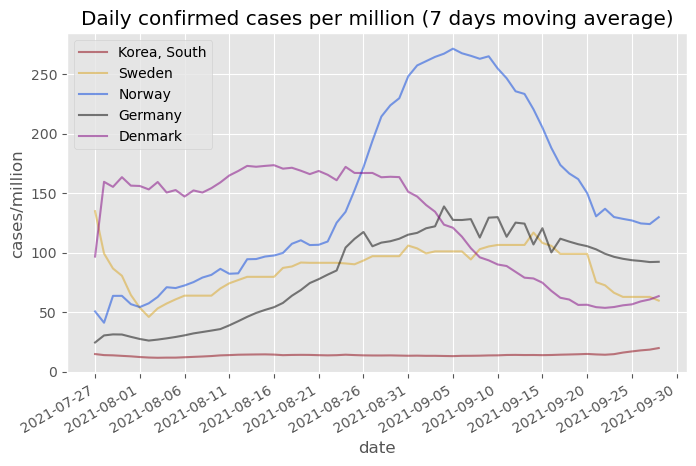 Daily confirmed cases per million (7 days moving average)
Korea, South
Sweden
Norway
Germany
Denmark
cases/million
250
200
150
100
50
0
2021-07-27
2021-08-01
2021-08-06
2021-08-11
2021-08-16
2021-08-21
2021-08-26
2021-08-31
2021-09-05
2021-09-10
2021-09-15
2021-09-20
2021-09-25
2021-09-30
date